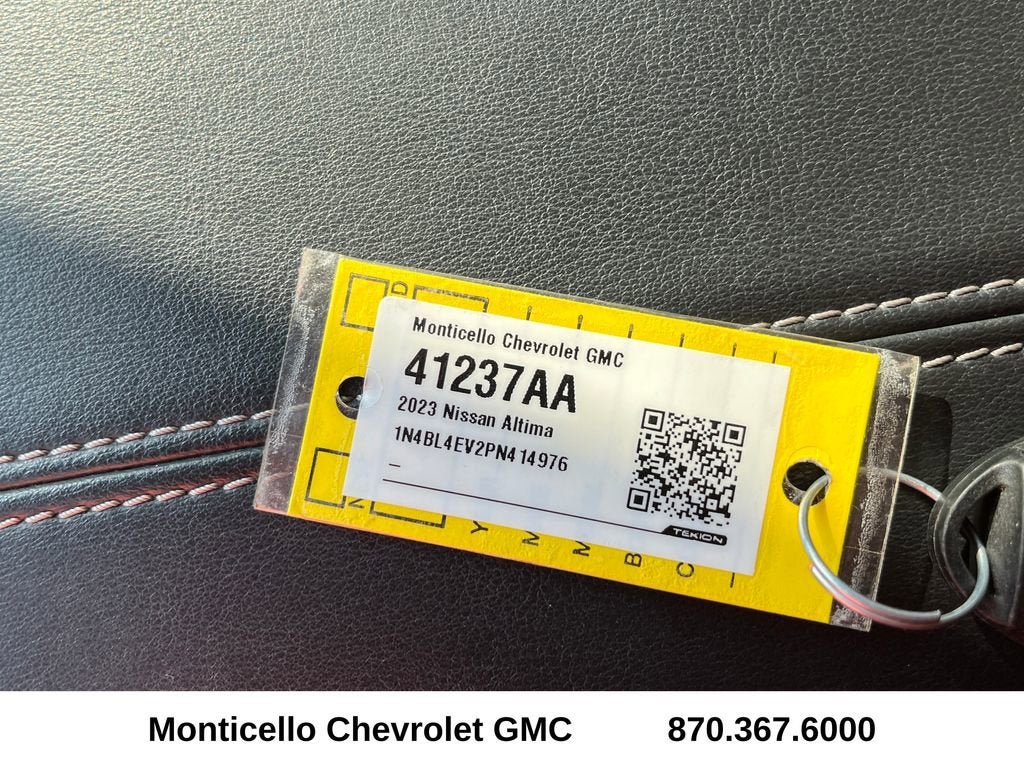 Monticello Chevrolet GMC
41237AA
2023 Nissan Altima
1N4BL4EV2PN414976
–
TEKION
D
N
Y
M
M
B
C
Monticello Chevrolet GMC 870.367.6000